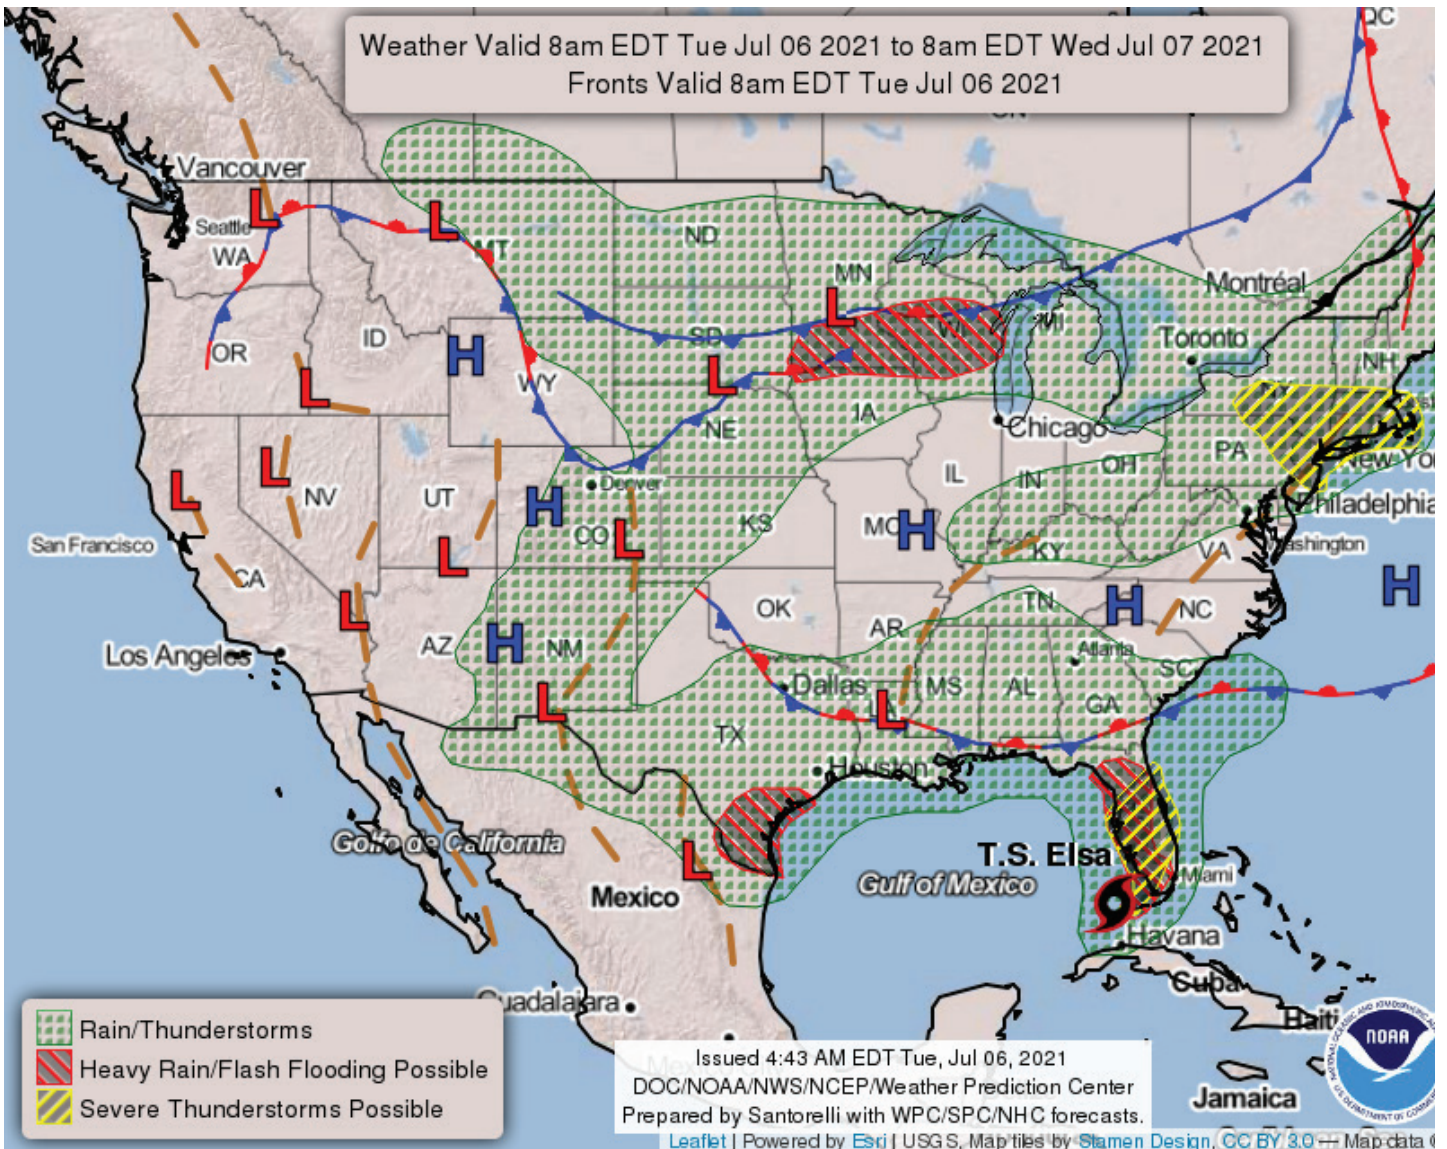 Weather Valid 8am EDT Tue Jul 06 2021 to 8am EDT Wed Jul 07 2021
Fronts Valid 8am EDT Tue Jul 06 2021
QC
Vancouver
L
L
Seattle
WA
MT
ND
MN
Montréal
L
SD
WI
MI
Toronto
OR
ID
H
WY
L
NH
L
NE
IA
Chicago
PA
New Yo
L
L
NV
UT
H
Denver
CO
KS
IL
IN
OH
MO
H
Philadelphia
San Francisco
CA
L
L
KY
VA
Washington
H
L
AZ
H
NM
OK
AR
TN
H
NC
Los Angeles
Atlanta
SC
L
TX
Dallas
L
MS
AL
GA
Houston
Golfo de California
L
T.S. Elsa
Gulf of Mexico
Miami
Mexico
Havana
Cuba
Guadalajara
Haiti
Jamaica
NOAA
Rain/Thunderstorms
Heavy Rain/Flash Flooding Possible
Severe Thunderstorms Possible
Mexico City
Issued 4:43 AM EDT Tue, Jul 06, 2021
DOC/NOAA/NWS/NCEP/Weather Prediction Center
Prepared by Santorelli with WPC/SPC/NHC forecasts.
Leaflet | Powered by Esri | USGS, Map tiles by Stamen Design, CC BY 3.0 — Map data ©